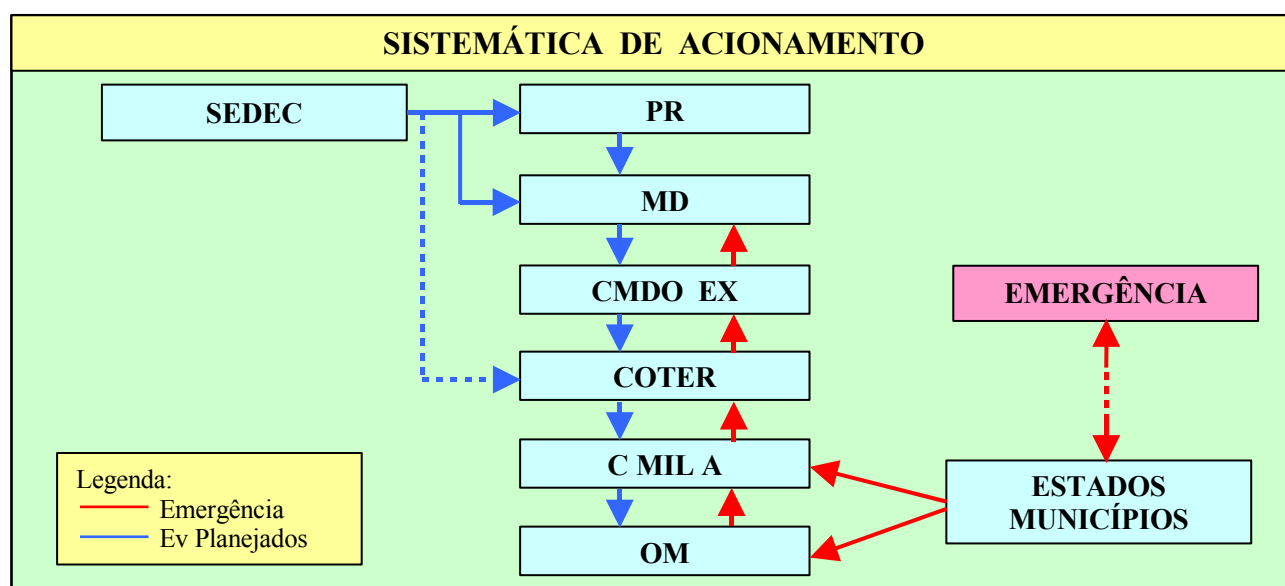 SISTEMÁTICA DE ACIONAMENTO
SEDEC
PR
MD
CMDO EX
EMERGÊNCIA
COTER
C MIL A
ESTADOS
MUNICÍPIOS
OM
Legenda:
Emergência
Ev Planejados